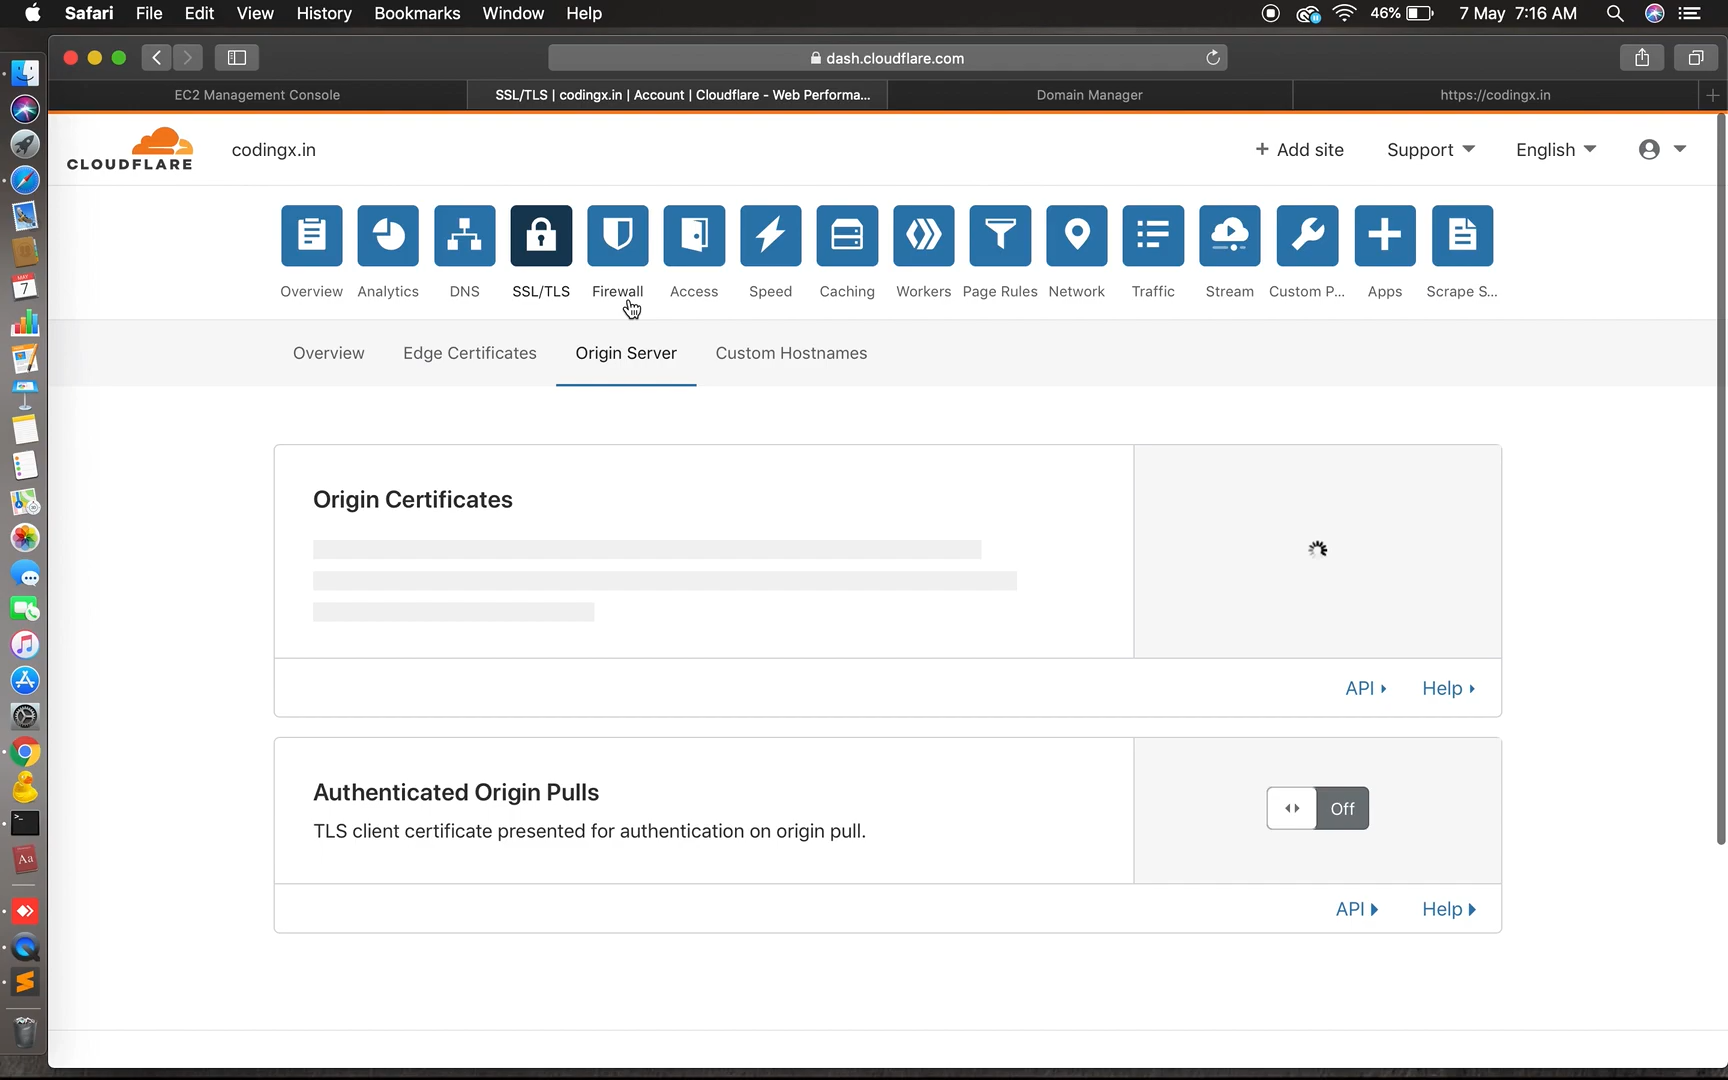 Safari File Edit View History Bookmarks Window Help 46% 7 May 7:16 AM
dash.cloudflare.com
EC2 Management Console SSL/TLS | codingx.in | Account | Cloudflare - Web Performa... Domain Manager https://codingx.in
CLOUDFLARE codingx.in + Add site Support English
Overview Analytics DNS SSL/TLS Firewall Access Speed Caching Workers Page Rules Network Traffic Stream Custom P... Apps Scrape S...
Overview Edge Certificates Origin Server Custom Hostnames
Origin Certificates
API Help
Authenticated Origin Pulls
TLS client certificate presented for authentication on origin pull.
Off
API Help
7
Aa